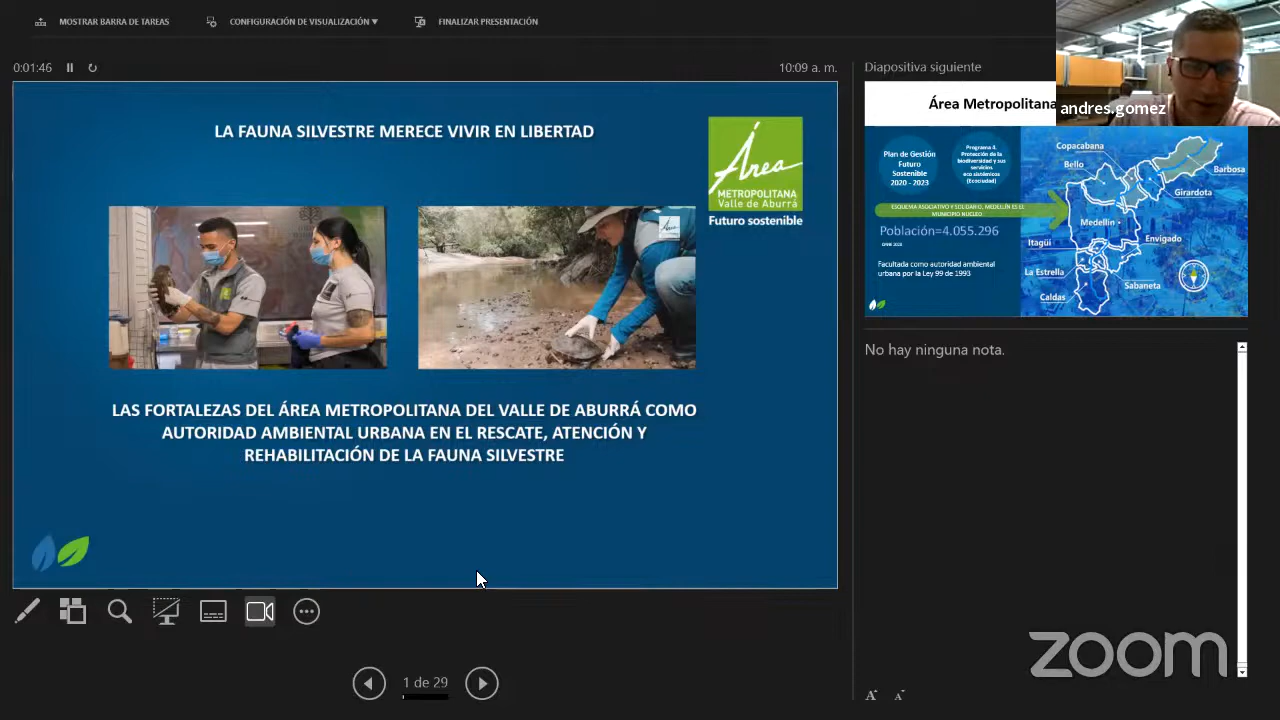 MOSTRAR BARRA DE TAREAS
CONFIGURACIÓN DE VISUALIZACIÓN ▼
FINALIZAR PRESENTACIÓN
0:01:46
10:09 a. m.
LA FAUNA SILVESTRE MERECE VIVIR EN LIBERTAD
Área
METROPOLITANA
Valle de Aburrá
Futuro sostenible
LAS FORTALEZAS DEL ÁREA METROPOLITANA DEL VALLE DE ABURRÁ COMO
AUTORIDAD AMBIENTAL URBANA EN EL RESCATE, ATENCIÓN Y
REHABILITACIÓN DE LA FAUNA SILVESTRE
1 de 29
Diapositiva siguiente
andres.gomez
Área Metropolitana
Plan de Gestión
Futuro
Sostenible
2020 - 2023
Programa 4.
Protección de la
biodiversidad y sus
servicios
ecosistémicos
(Ecociudad)
ESQUEMA ASOCIATIVO Y SOLIDARIO, MEDELLÍN ES EL
MUNICIPIO NÚCLEO.
Población=4.055.296
Facultada como autoridad ambiental
urbana por la Ley 99 de 1993
Copacabana
Bello
Barbosa
Girardota
Medellín
Itagüí
Envigado
La Estrella
Sabaneta
Caldas
No hay ninguna nota.
zoom